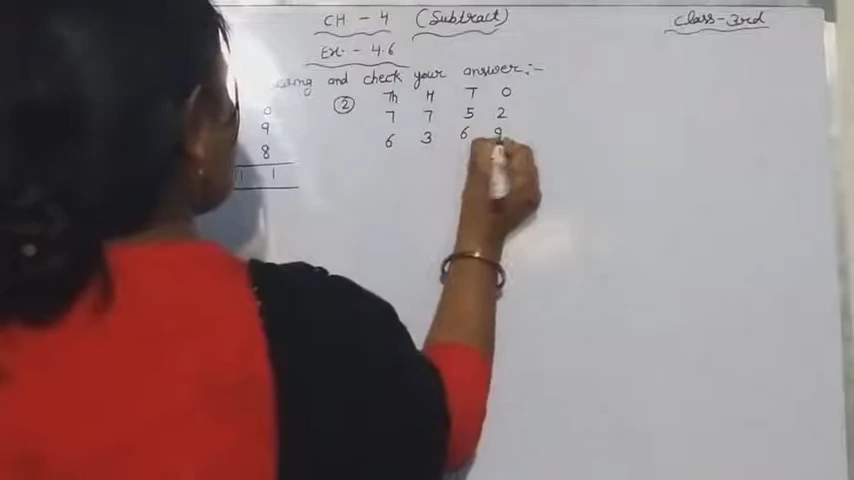 CH - 4 (Subtract) Class-3rd
Ex:- - 4.6
and check your answer :-
② Th H T O
0 7 7 5 2
9 6 3 6 9
8
1 1